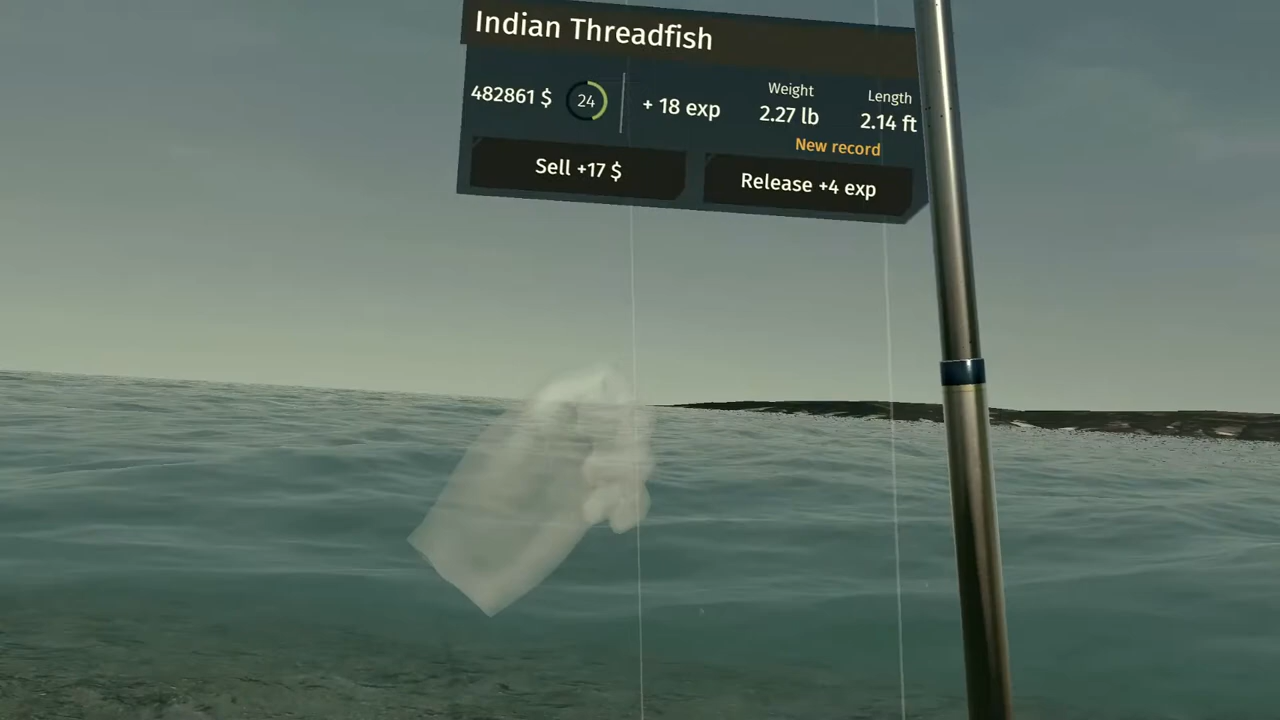 Indian Threadfish
482861 $ 24 + 18 exp
Weight
2.27 lb
Length
2.14 ft
New record
Sell +17 $
Release +4 exp